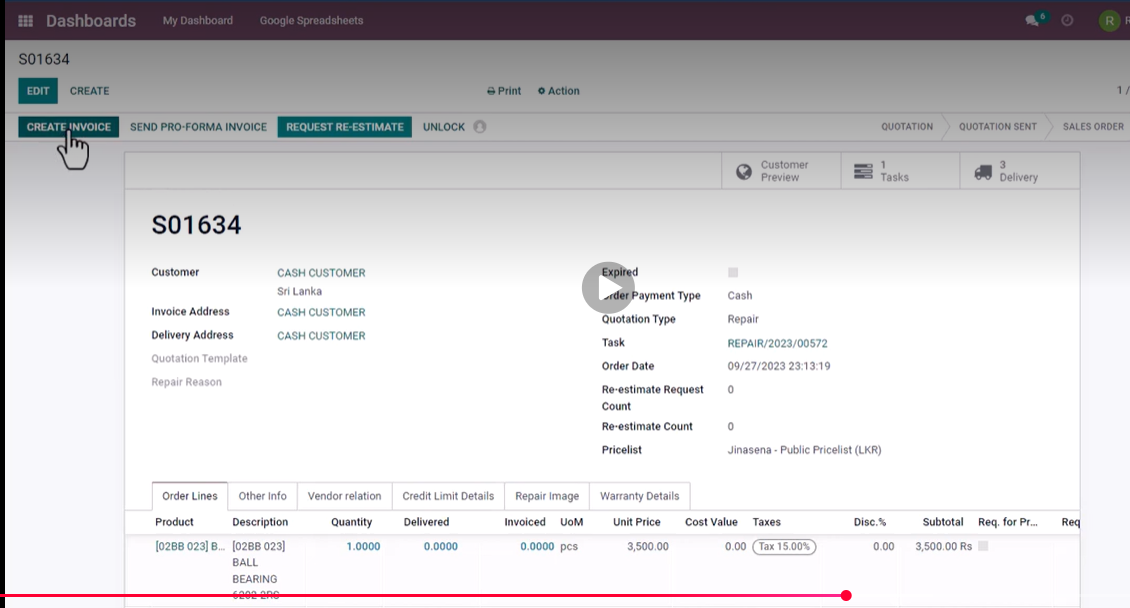 Dashboards My Dashboard Google Spreadsheets 6 R
S01634
EDIT CREATE Print Action 1 /
CREATE INVOICE SEND PRO-FORMA INVOICE REQUEST RE-ESTIMATE UNLOCK QUOTATION QUOTATION SENT SALES ORDER
Customer Preview 1 Tasks 3 Delivery
S01634
Customer CASH CUSTOMER Expired
Sri Lanka Order Payment Type Cash
Invoice Address CASH CUSTOMER Quotation Type Repair
Delivery Address CASH CUSTOMER Task REPAIR/2023/00572
Quotation Template Order Date 09/27/2023 23:13:19
Repair Reason Re-estimate Request Count 0
Re-estimate Count 0
Pricelist Jinasena - Public Pricelist (LKR)
Order Lines Other Info Vendor relation Credit Limit Details Repair Image Warranty Details
Product Description Quantity Delivered Invoiced UoM Unit Price Cost Value Taxes Disc.% Subtotal Req. for Pr... Req
[02BB 023] B... [02BB 023] 1.0000 0.0000 0.0000 pcs 3,500.00 0.00 Tax 15.00% 0.00 3,500.00 Rs
BALL
BEARING
6202 2RS